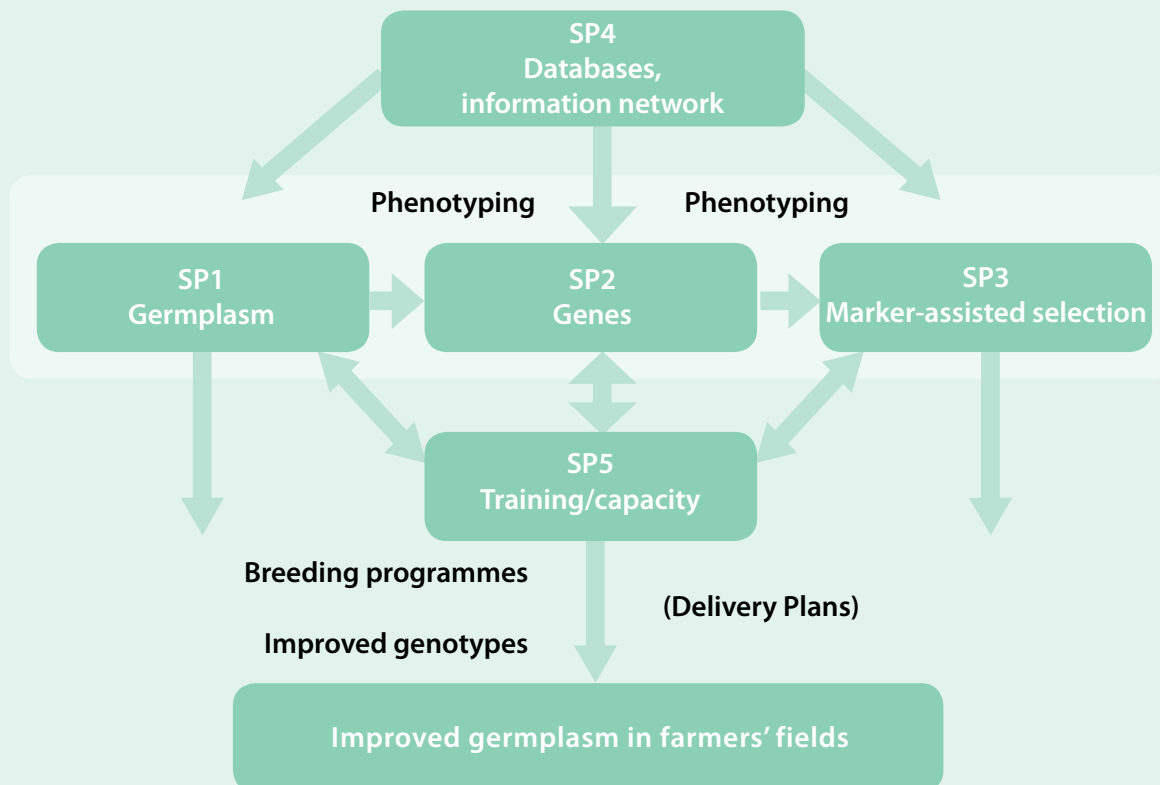 SP4
Databases,
information network
Phenotyping
Phenotyping
SP1
Germplasm
SP2
Genes
SP3
Marker-assisted selection
SP5
Training/capacity
Breeding programmes
(Delivery Plans)
Improved genotypes
Improved germplasm in farmers’ fields